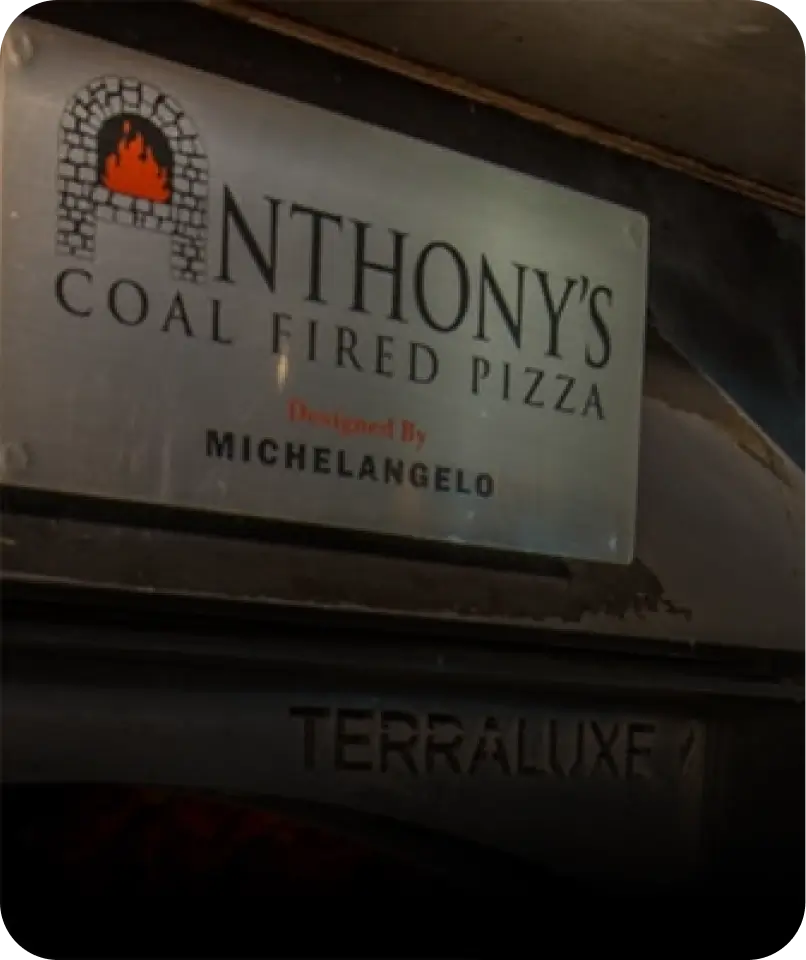 ANTHONY'S
COAL FIRED PIZZA
Designed By
MICHELANGELO
TERRALUXE